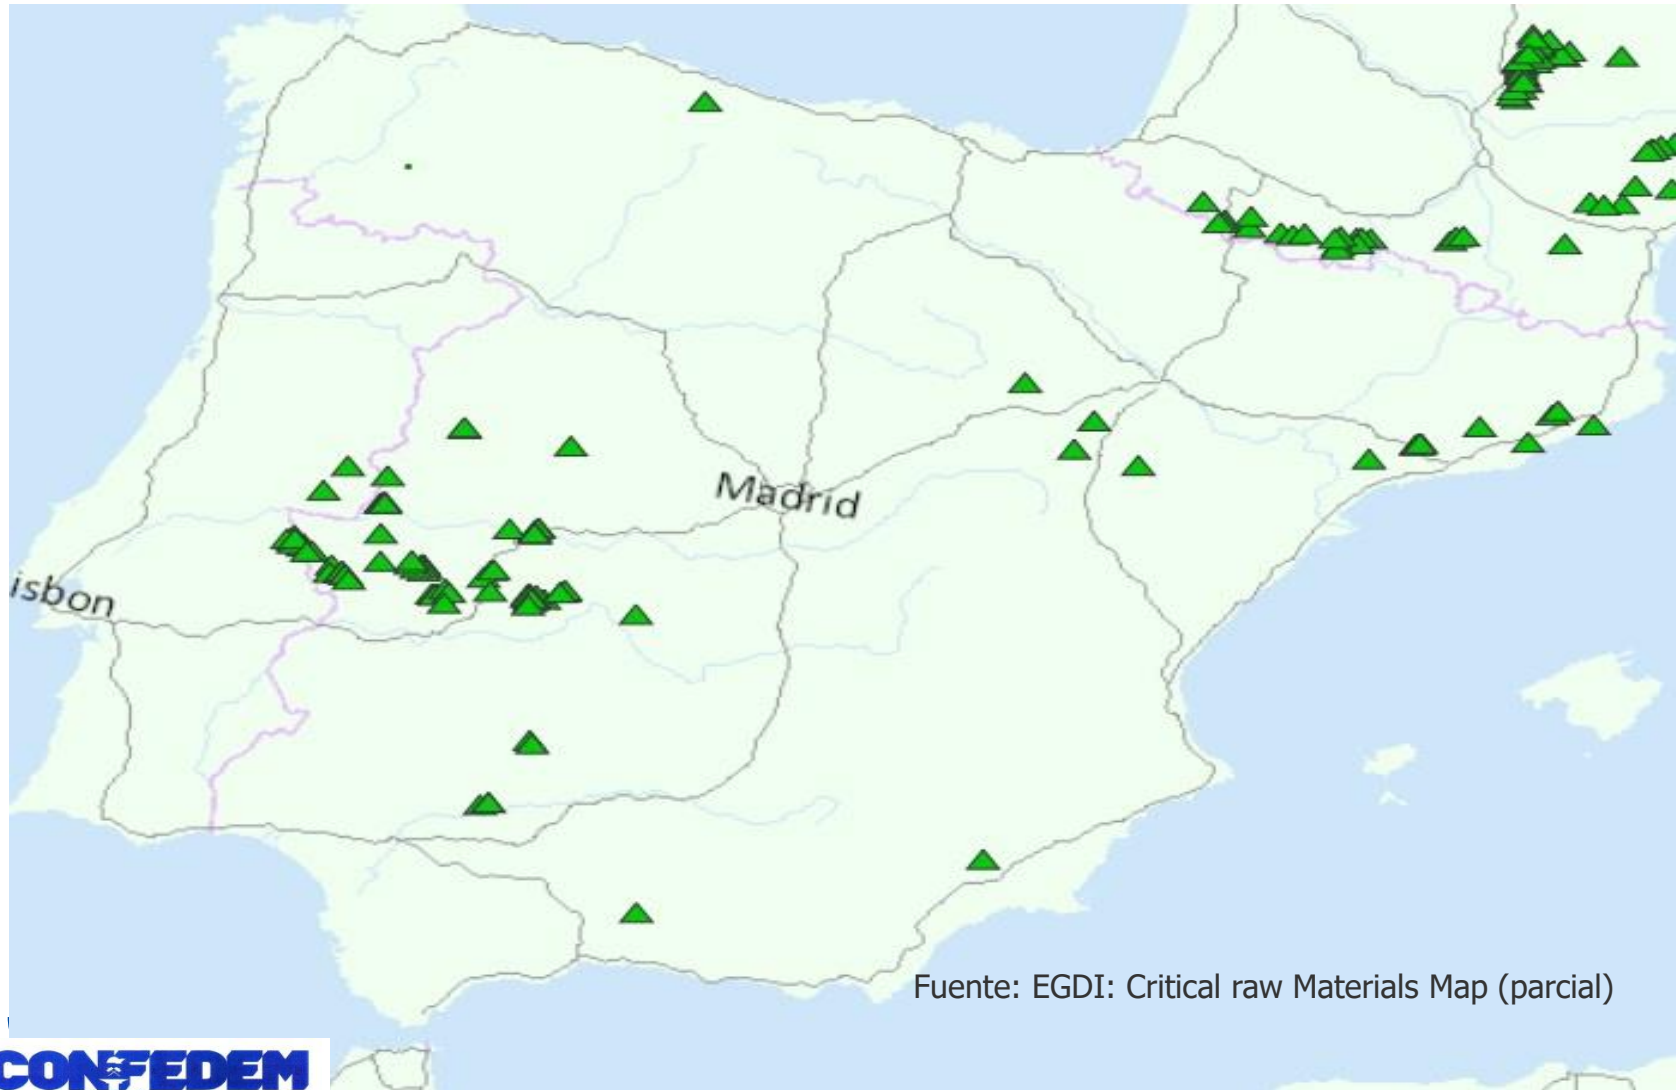 Madrid
isbon
Fuente: EGDI: Critical raw Materials Map (parcial)
CONFEDEM